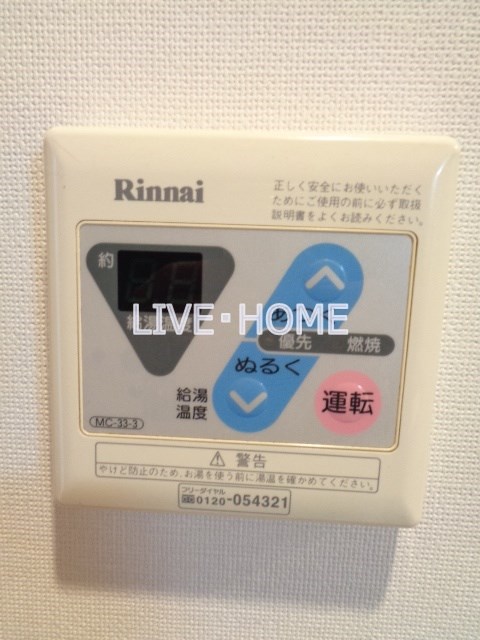 Rinnai
正しく安全にお使いいただく
ためにご使用の前に必ず取扱
説明書をよくお読みください。
約
LIVE・HOME
優先
燃焼
ぬるく
給湯
温度
運転
MC-33-3
警告
やけど防止のため、お湯を使う前に湯温を確かめてください。
フリーダイヤル
0120-054321